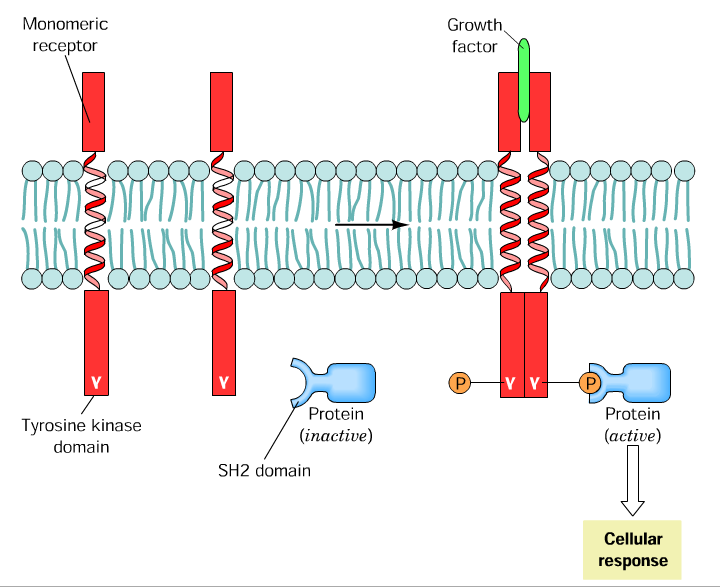 Monomeric
receptor
Growth
factor
Y
Y
P
Y
Y
P
Tyrosine kinase
domain
Protein
(inactive)
SH2 domain
Protein
(active)
Cellular
response